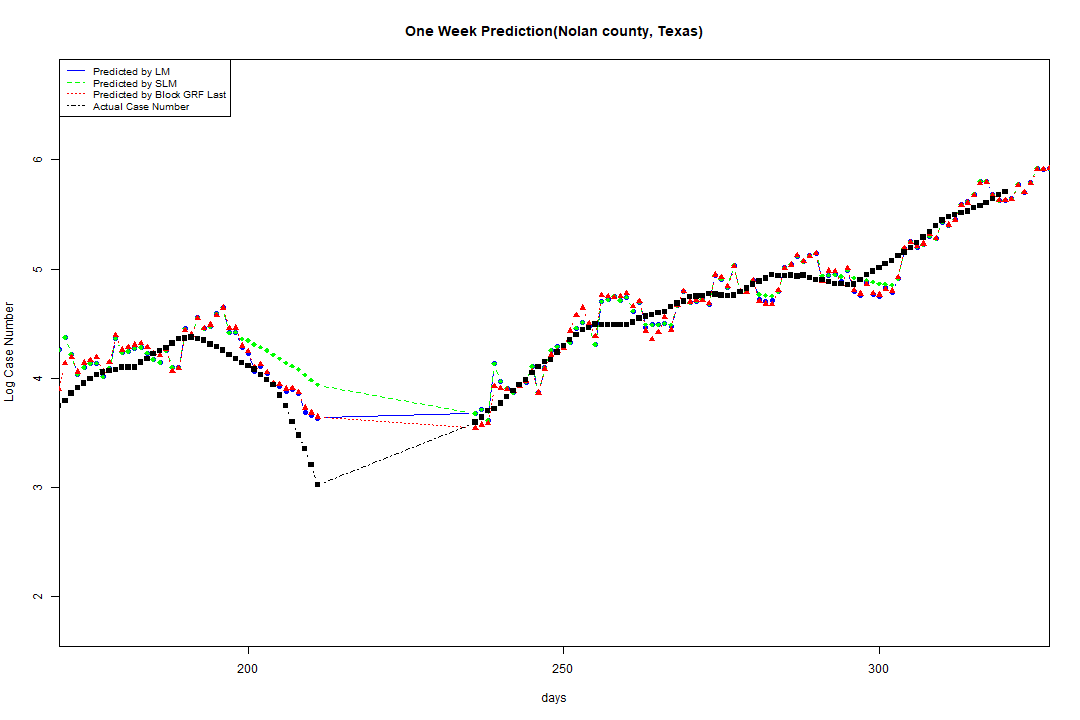 One Week Prediction(Nolan county, Texas)
Predicted by LM
Predicted by SLM
Predicted by Block GRF Last
Actual Case Number
6
5
4
3
2
Log Case Number
200
250
300
days